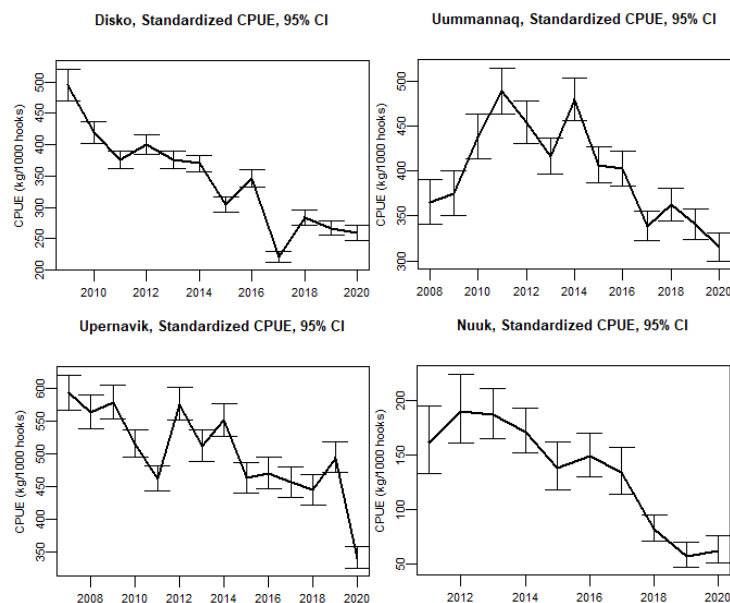 Disko, Standardized CPUE, 95% CI
CPUE (kg/1000 hooks)
500
450
400
350
300
250
200
2010 2012 2014 2016 2018 2020
Uummannaq, Standardized CPUE, 95% CI
CPUE (kg/1000 hooks)
500
450
400
350
300
2008 2010 2012 2014 2016 2018 2020
Upernavik, Standardized CPUE, 95% CI
CPUE (kg/1000 hooks)
600
550
500
450
400
350
2008 2010 2012 2014 2016 2018 2020
Nuuk, Standardized CPUE, 95% CI
CPUE (kg/1000 hooks)
200
150
100
50
2012 2014 2016 2018 2020